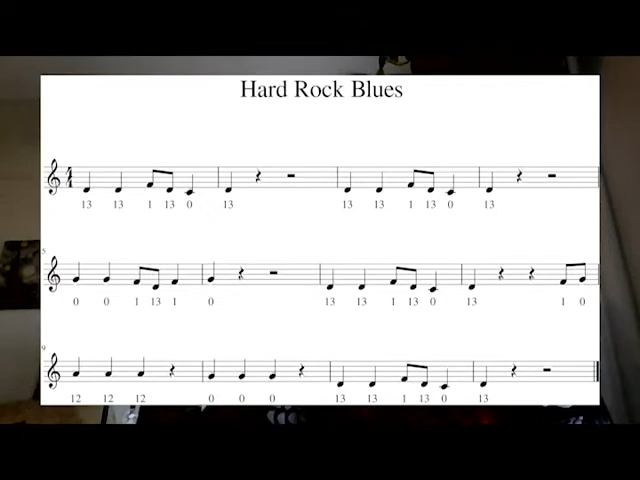 Hard Rock Blues
13 13 1 13 0 13 13 13 1 13 0 13
5
0 0 1 13 1 0 13 13 1 13 0 13 1 0
9
12 12 12 0 0 0 13 13 1 13 0 13